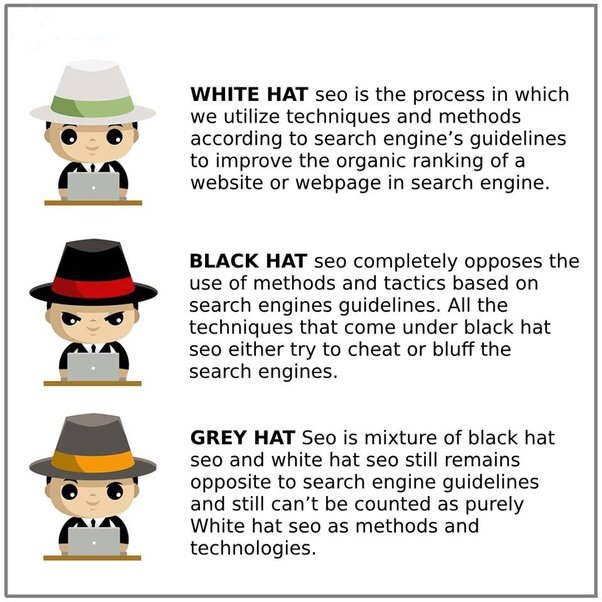 WHITE HAT seo is the process in which
we utilize techniques and methods
according to search engine's guidelines
to improve the organic ranking of a
website or webpage in search engine.
BLACK HAT seo completely opposes the
use of methods and tactics based on
search engines guidelines. All the
techniques that come under black hat
seo either try to cheat or bluff the
search engines.
GREY HAT Seo is mixture of black hat
seo and white hat seo still remains
opposite to search engine guidelines
and still can't be counted as purely
White hat seo as methods and
technologies.